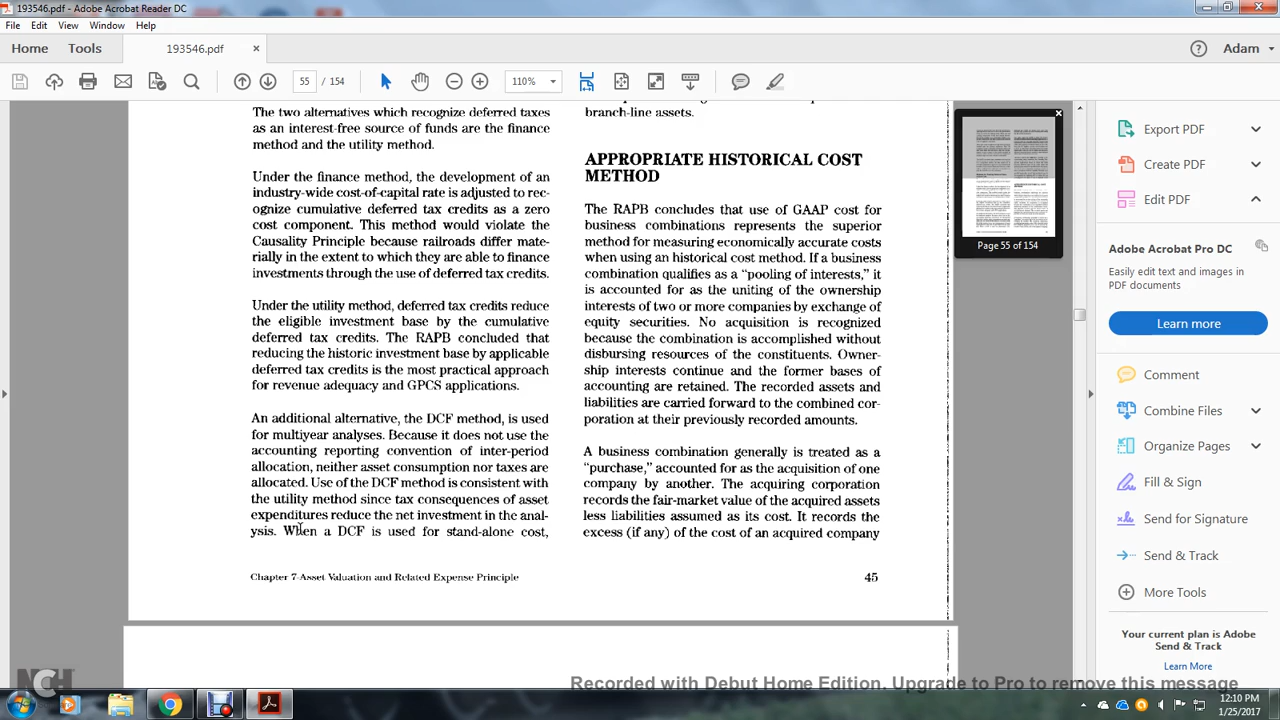 193546.pdf - Adobe Acrobat Reader DC
File Edit View Window Help
Home Tools 193546.pdf × Adam
55 / 154 110%
The two alternatives which recognize deferred taxes
as an interest-free source of funds are the finance
method and the utility method.
Under the finance method, the development of an
industry-wide cost-of-capital rate is adjusted to rec-
ognize cumulative deferred tax credits as a zero
cost component. This method would violate the
Causality Principle because railroads differ mate-
rially in the extent to which they are able to finance
investments through the use of deferred tax credits.
Under the utility method, deferred tax credits reduce
the eligible investment base by the cumulative
deferred tax credits. The RAPB concluded that
reducing the historic investment base by applicable
deferred tax credits is the most practical approach
for revenue adequacy and GPCS applications.
An additional alternative, the DCF method, is used
for multiyear analyses. Because it does not use the
accounting reporting convention of inter-period
allocation, neither asset consumption nor taxes are
allocated. Use of the DCF method is consistent with
the utility method since tax consequences of asset
expenditures reduce the net investment in the anal-
ysis. When a DCF is used for stand-alone cost,
branch-line assets.
APPROPRIATE HISTORICAL COST
METHOD
The RAPB concludes that use of GAAP cost for
business combinations represents the superior
method for measuring economically accurate costs
when using an historical cost method. If a business
combination qualifies as a “pooling of interests,” it
is accounted for as the uniting of the ownership
interests of two or more companies by exchange of
equity securities. No acquisition is recognized
because the combination is accomplished without
disbursing resources of the constituents. Owner-
ship interests continue and the former bases of
accounting are retained. The recorded assets and
liabilities are carried forward to the combined cor-
poration at their previously recorded amounts.
A business combination generally is treated as a
“purchase,” accounted for as the acquisition of one
company by another. The acquiring corporation
records the fair-market value of the acquired assets
less liabilities assumed as its cost. It records the
excess (if any) of the cost of an acquired company
Chapter 7-Asset Valuation and Related Expense Principle 45
Page 55 of 154
Export PDF
Create PDF
Edit PDF
Adobe Acrobat Pro DC
Easily edit text and images in
PDF documents
Learn more
Comment
Combine Files
Organize Pages
Fill & Sign
Send for Signature
Send & Track
More Tools
Your current plan is Adobe
Send & Track
Learn More
NCH
Recorded with Debut Home Edition. Upgrade to Pro to remove this message
12:10 PM
1/25/2017